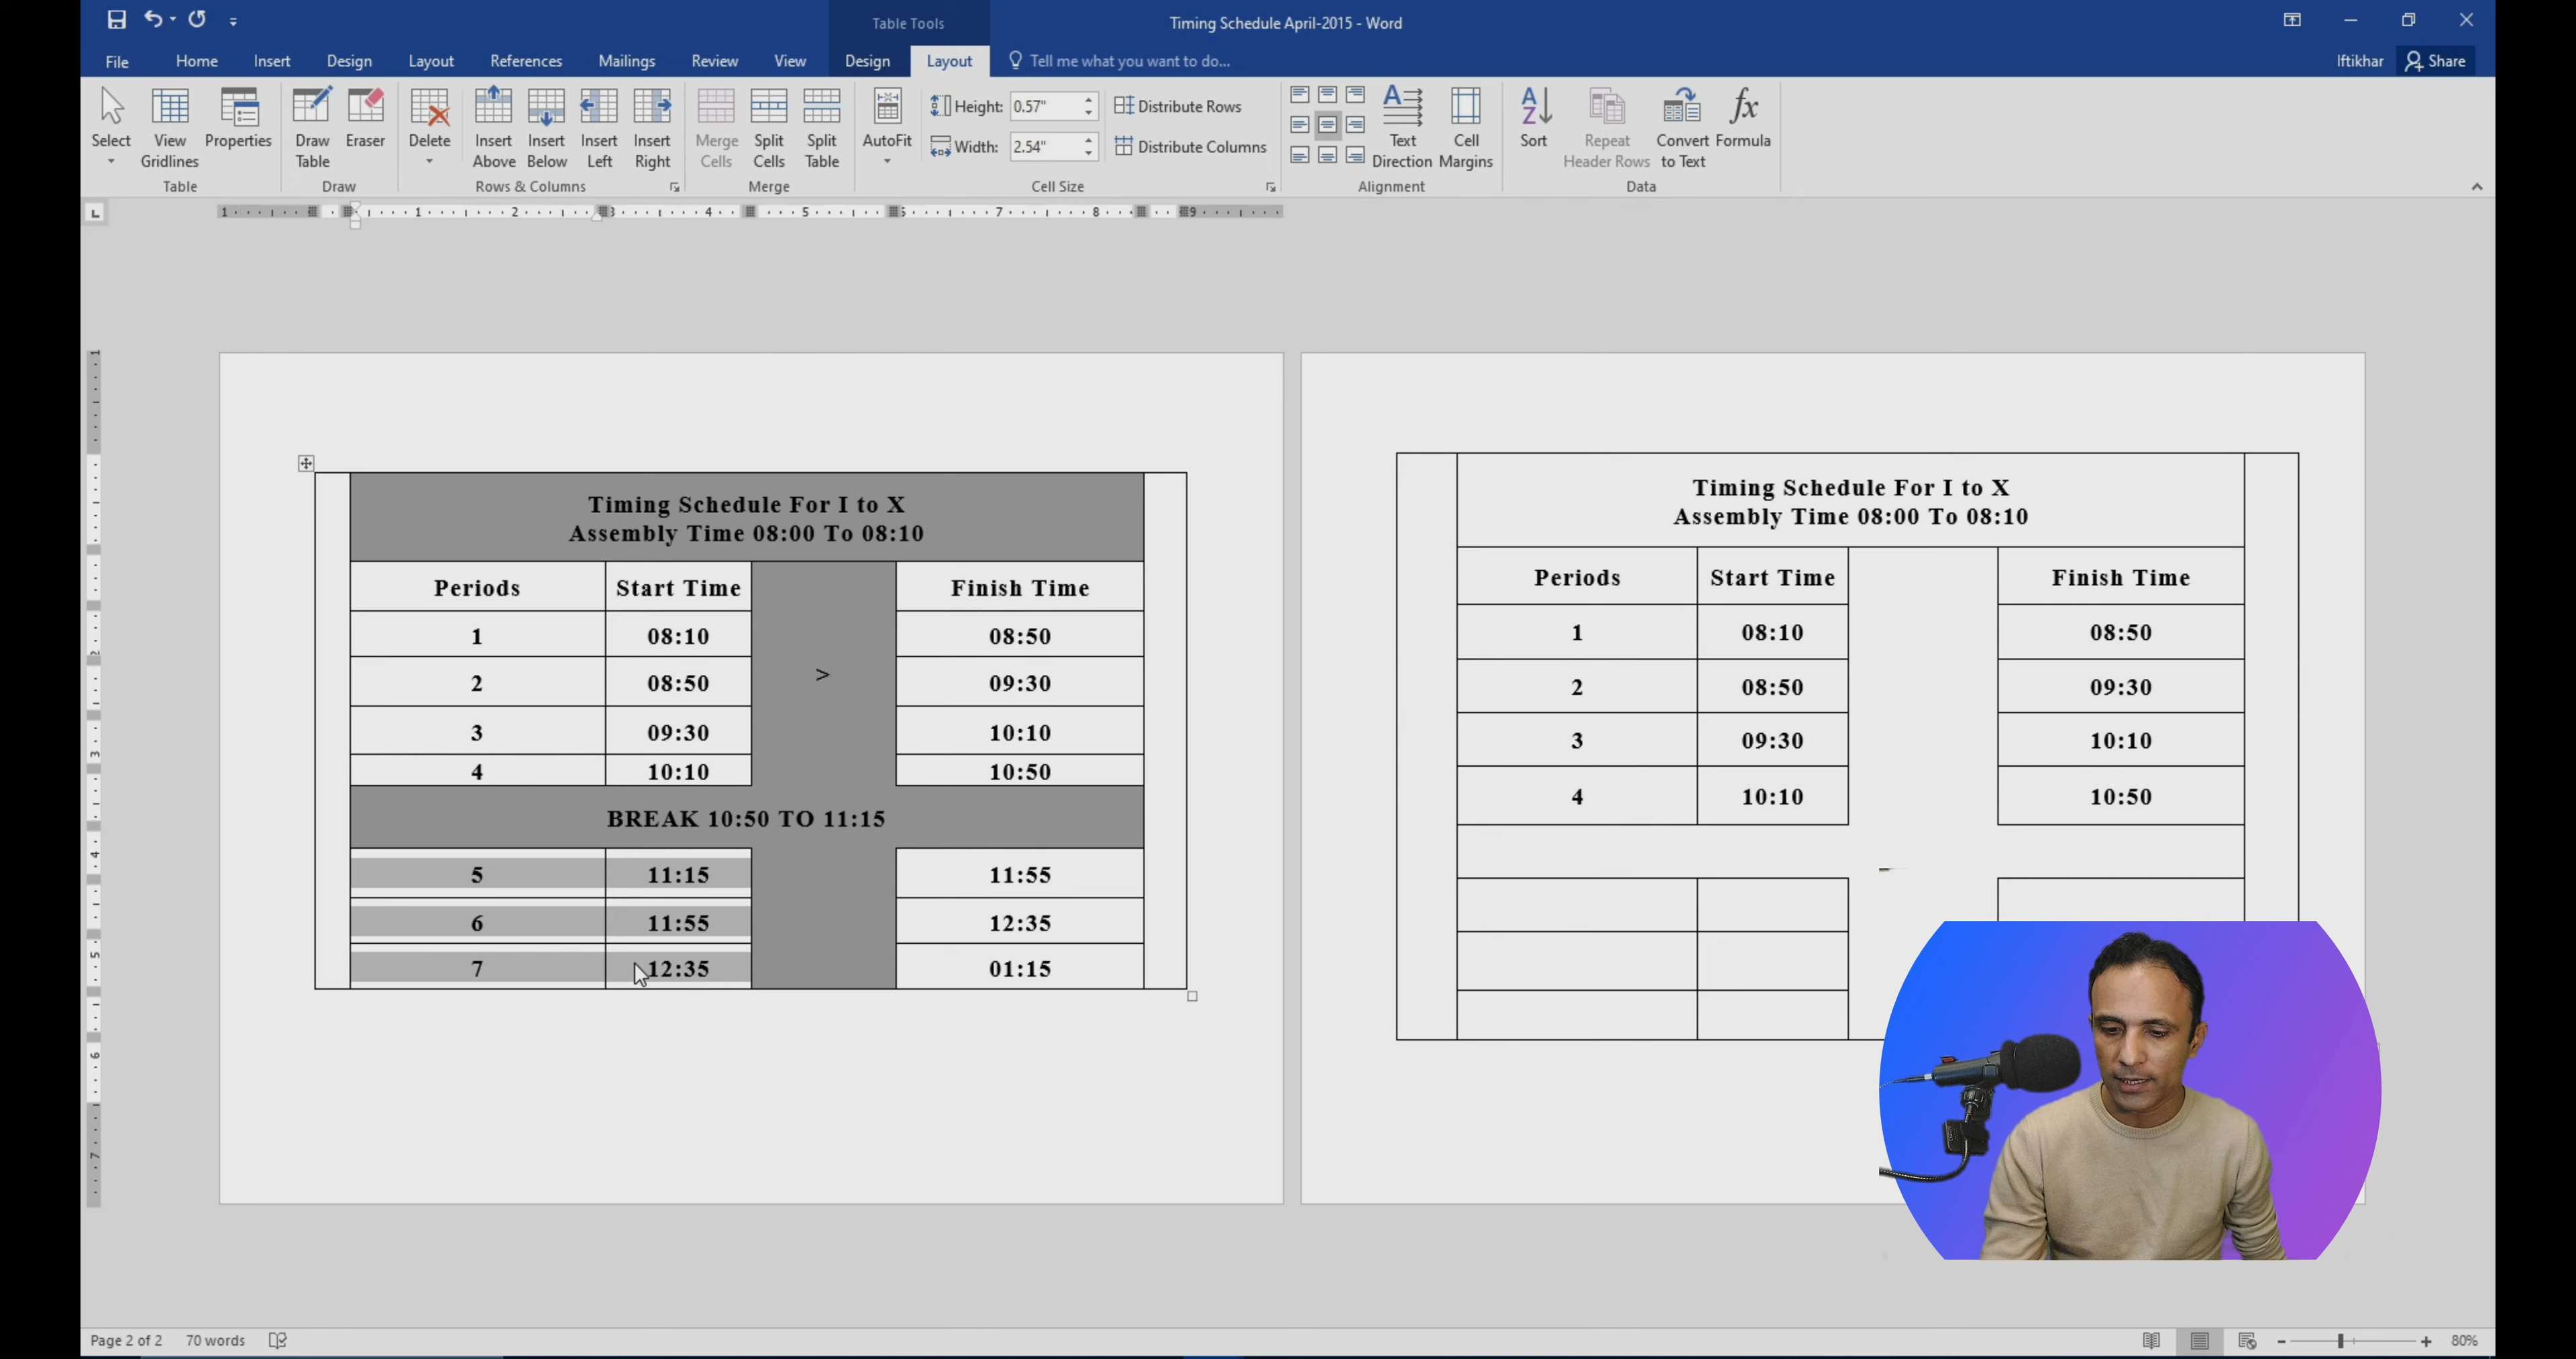 Table Tools
Timing Schedule April-2015 - Word
File Home Insert Design Layout References Mailings Review View Design Layout Tell me what you want to do... Iftikhar Share
Select
View Gridlines
Properties
Table
Draw Table
Eraser
Draw
Delete
Insert Above
Insert Below
Insert Left
Insert Right
Rows & Columns
Merge Cells
Split Cells
Split Table
Merge
AutoFit
Height: 0.57"
Width: 2.54"
Distribute Rows
Distribute Columns
Cell Size
Text Direction
Cell Margins
Alignment
Sort
Repeat Header Rows
Convert to Text
Formula
Data
Timing Schedule For I to X
Assembly Time 08:00 To 08:10
Periods Start Time Finish Time
1 08:10 08:50
>
2 08:50 09:30
3 09:30 10:10
4 10:10 10:50
BREAK 10:50 TO 11:15
5 11:15 11:55
6 11:55 12:35
7 12:35 01:15
Timing Schedule For I to X
Assembly Time 08:00 To 08:10
Periods Start Time Finish Time
1 08:10 08:50
2 08:50 09:30
3 09:30 10:10
4 10:10 10:50
Page 2 of 2 70 words 80%